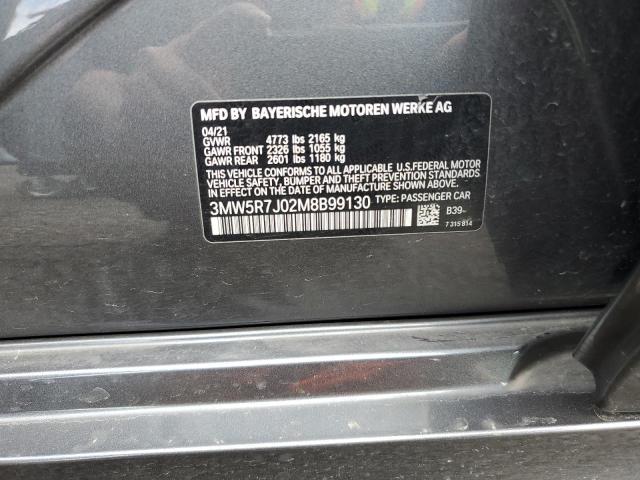 MFD BY BAYERISCHE MOTOREN WERKE AG
04/21
GVWR 4773 lbs 2165 kg
GAWR FRONT 2326 lbs 1055 kg
GAWR REAR 2601 lbs 1180 kg
THIS VEHICLE CONFORMS TO ALL APPLICABLE U.S.FEDERAL MOTOR
VEHICLE SAFETY, BUMPER, AND THEFT PREVENTION
STANDARDS IN EFFECT ON THE DATE OF MANUFACTURE SHOWN ABOVE.
3MW5R7J02M8B99130 TYPE: PASSENGER CAR
B39-
7 315 814